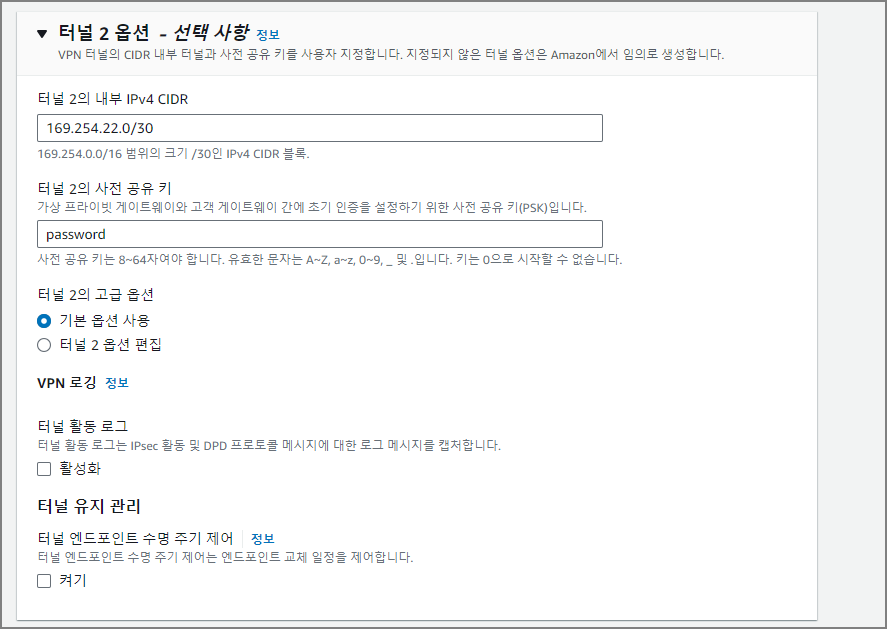 ▼ 터널 2 옵션 - 선택 사항 정보
VPN 터널의 CIDR 내부 터널과 사전 공유 키를 사용자 지정합니다. 지정되지 않은 터널 옵션은 Amazon에서 임의로 생성합니다.
터널 2의 내부 IPv4 CIDR
169.254.22.0/30
169.254.0.0/16 범위의 크기 /30인 IPv4 CIDR 블록.
터널 2의 사전 공유 키
가상 프라이빗 게이트웨이와 고객 게이트웨이 간에 초기 인증을 설정하기 위한 사전 공유 키(PSK)입니다.
password
사전 공유 키는 8~64자여야 합니다. 유효한 문자는 A~Z, a~z, 0~9, _ 및 .입니다. 키는 0으로 시작할 수 없습니다.
터널 2의 고급 옵션
기본 옵션 사용
터널 2 옵션 편집
VPN 로깅 정보
터널 활동 로그
터널 활동 로그는 IPsec 활동 및 DPD 프로토콜 메시지에 대한 로그 메시지를 캡처합니다.
활성화
터널 유지 관리
터널 엔드포인트 수명 주기 제어 정보
터널 엔드포인트 수명 주기 제어는 엔드포인트 교체 일정을 제어합니다.
켜기